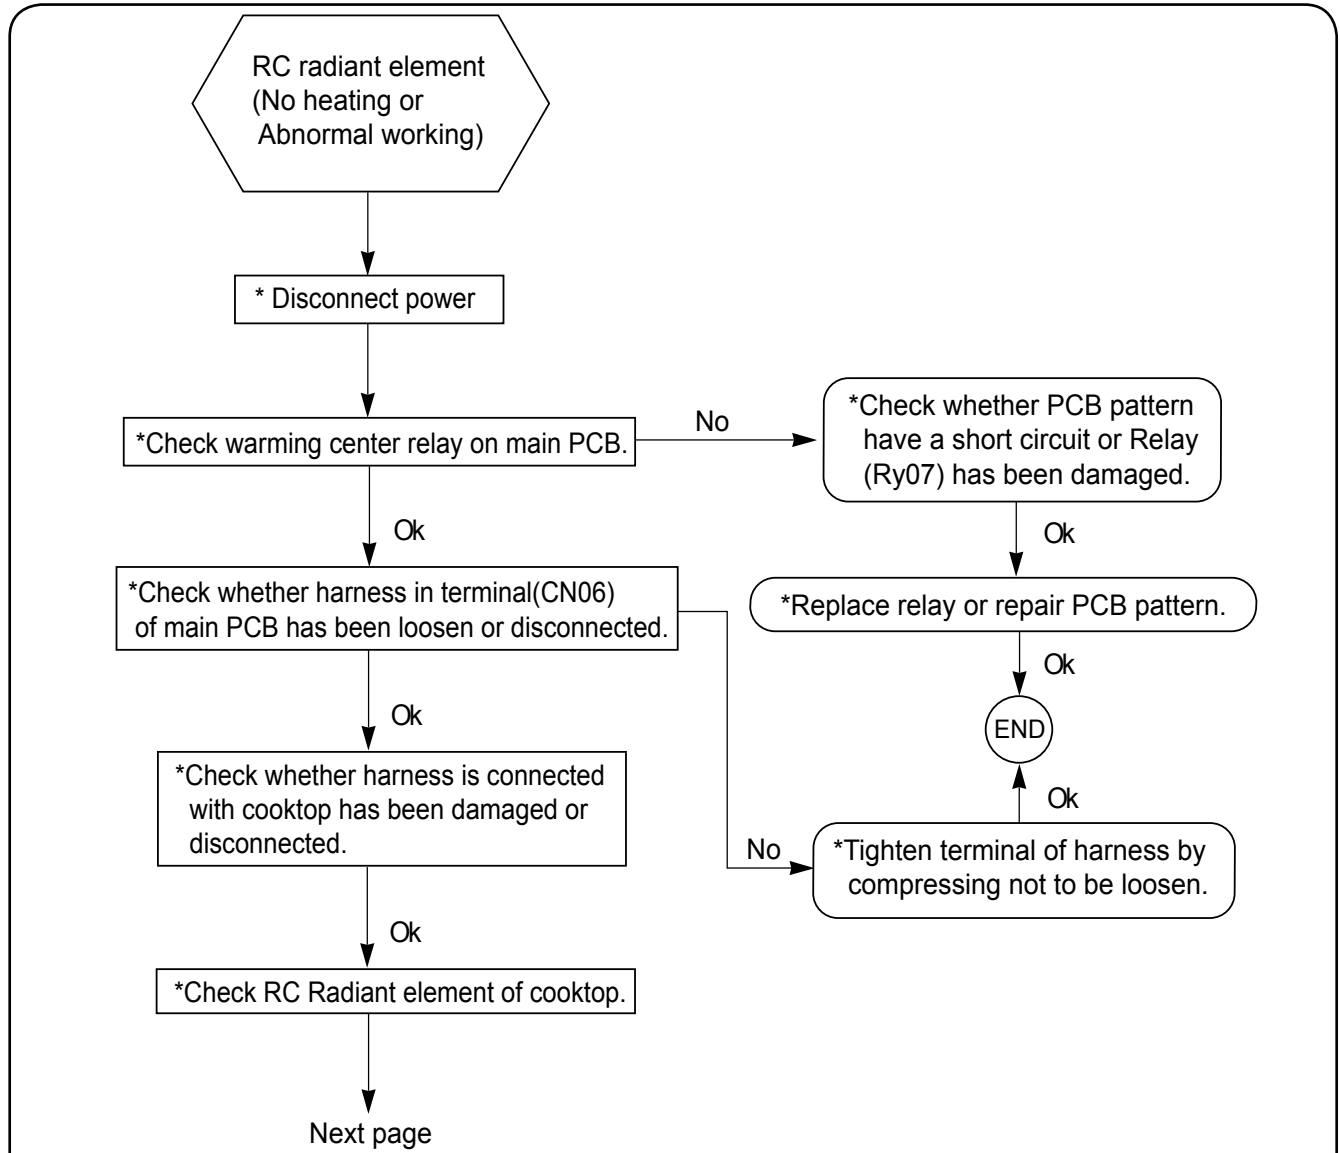 RC radiant element
(No heating or
Abnormal working)
* Disconnect power
*Check warming center relay on main PCB.
No
*Check whether PCB pattern
have a short circuit or Relay
(Ry07) has been damaged.
Ok
Ok
*Check whether harness in terminal(CN06)
of main PCB has been loosen or disconnected.
*Replace relay or repair PCB pattern.
Ok
Ok
END
*Check whether harness is connected
with cooktop has been damaged or
disconnected.
Ok
No
*Tighten terminal of harness by
compressing not to be loosen.
Ok
*Check RC Radiant element of cooktop.
Next page